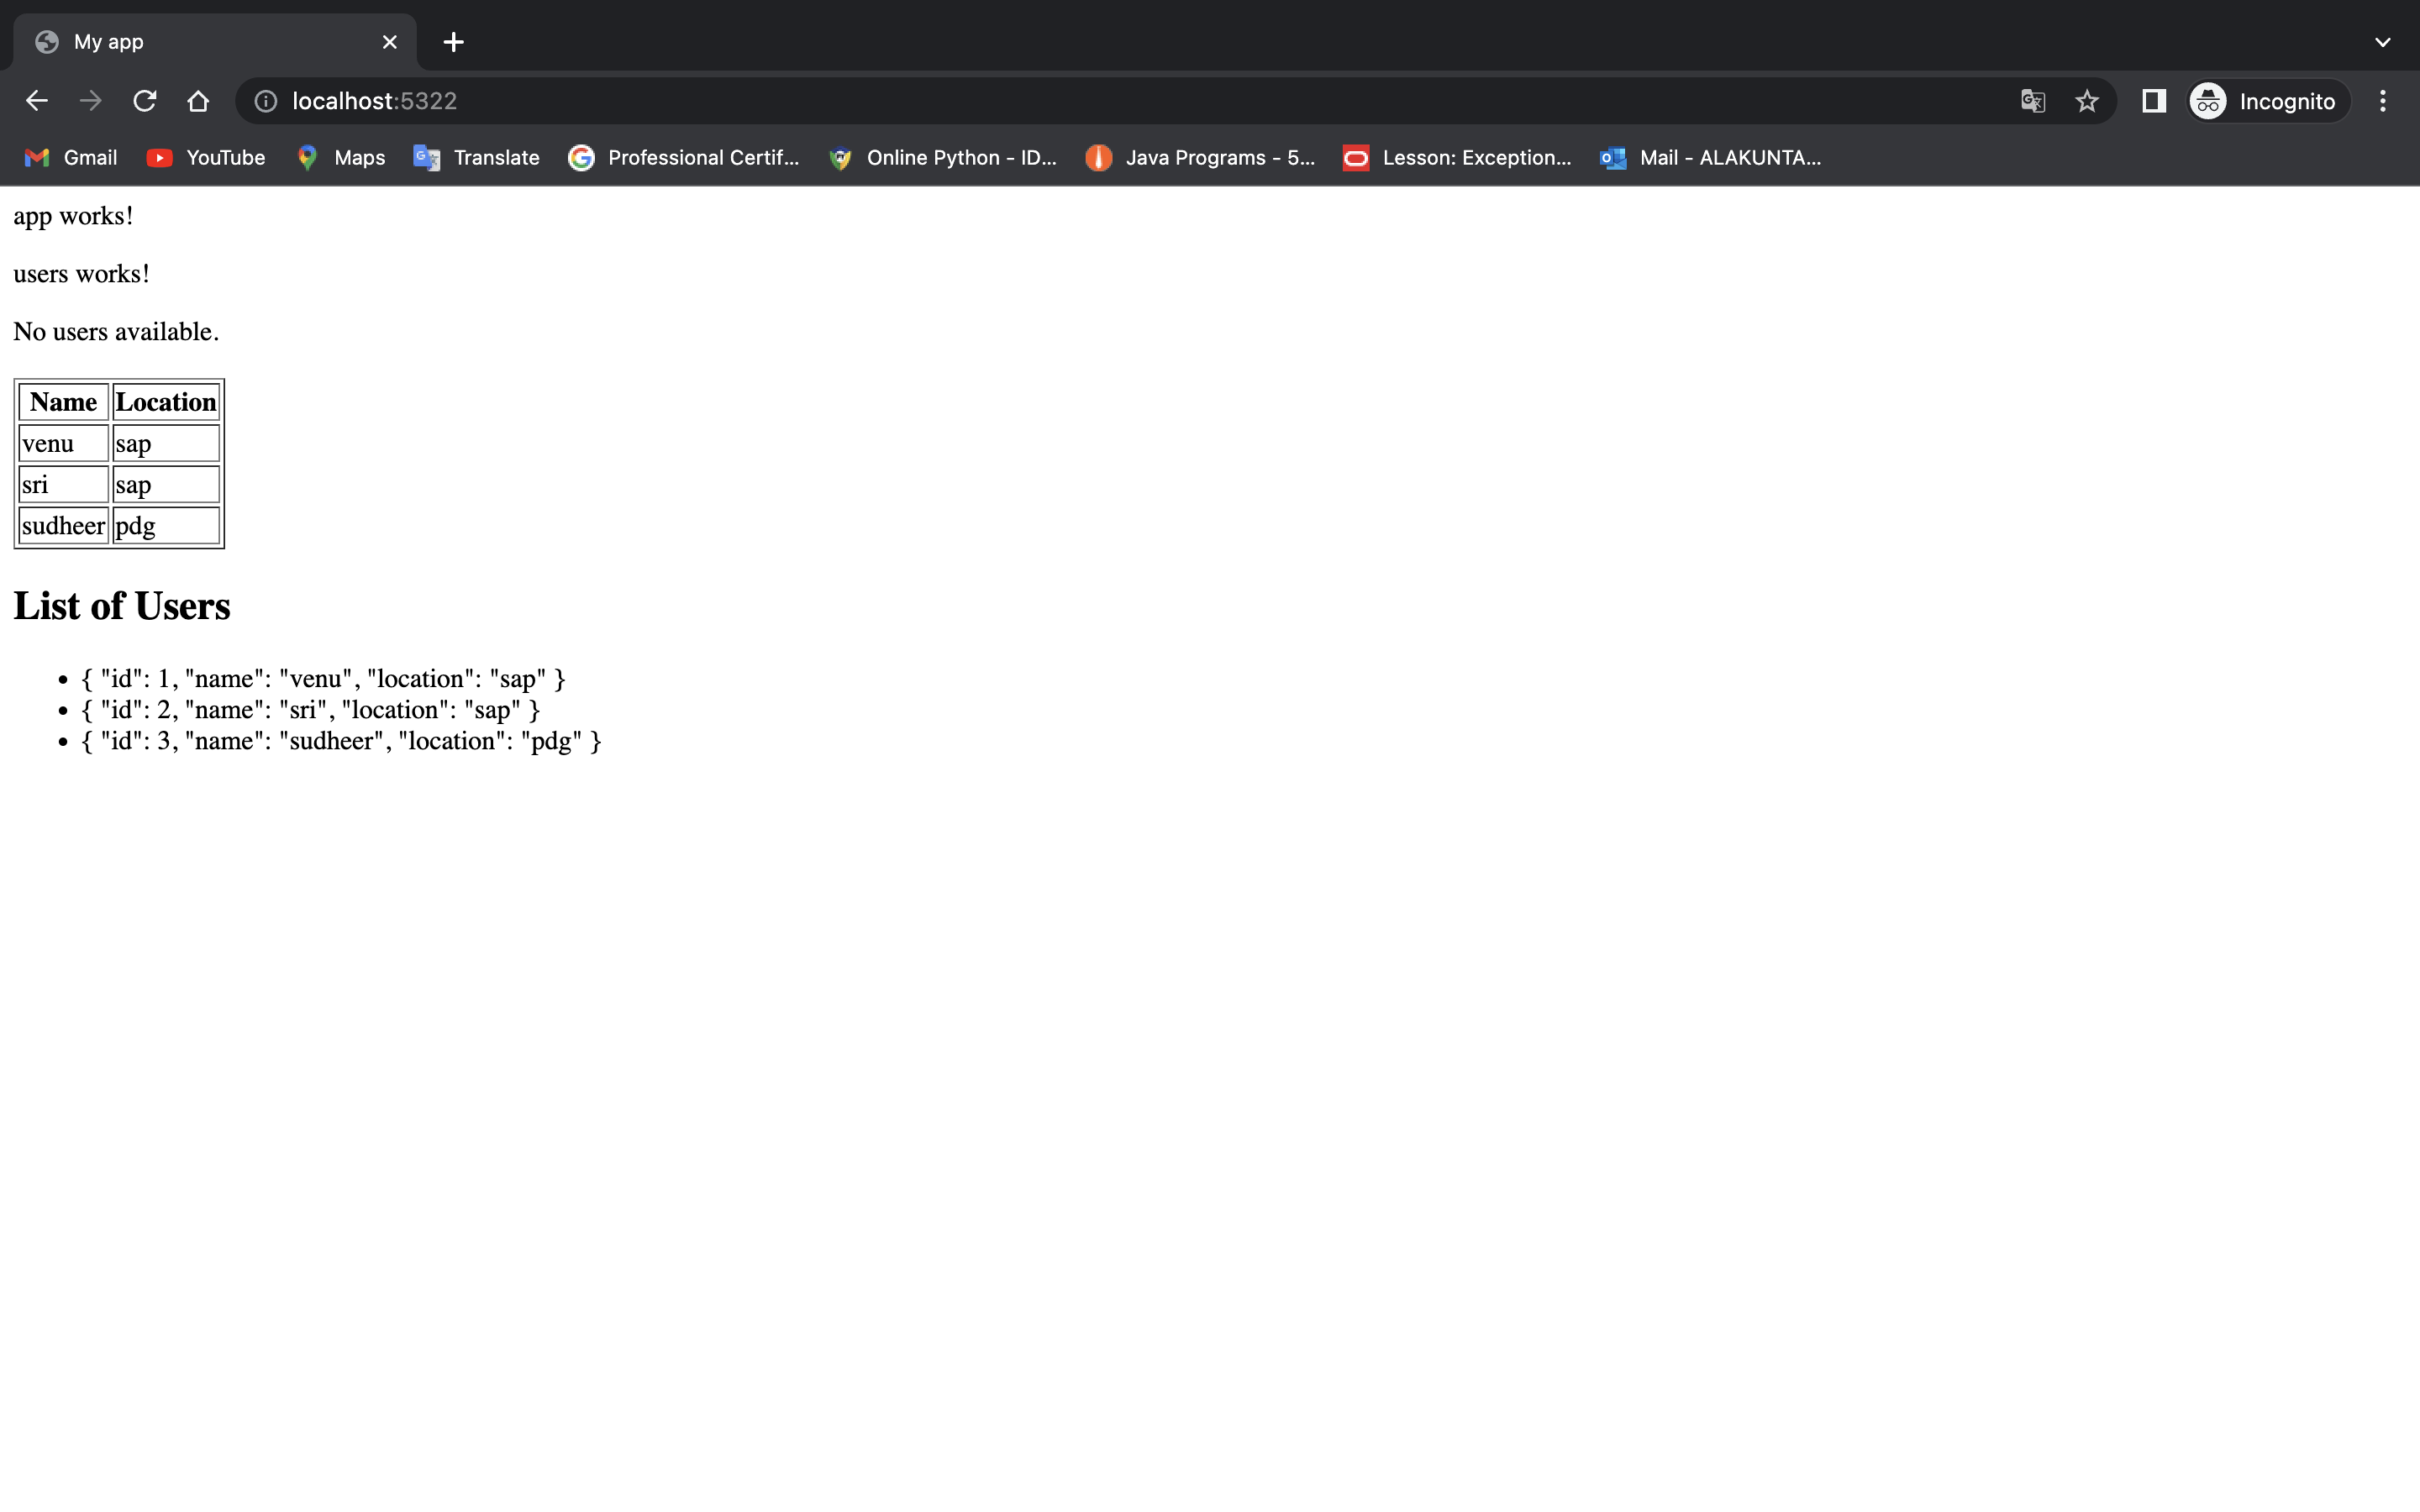 My app
localhost:5322
Incognito
Gmail YouTube Maps Translate Professional Certif... Online Python - ID... Java Programs - 5... Lesson: Exception... Mail - ALAKUNTA...
app works!
users works!
No users available.
Name Location
venu sap
sri sap
sudheer pdg
List of Users
• { "id": 1, "name": "venu", "location": "sap" }
• { "id": 2, "name": "sri", "location": "sap" }
• { "id": 3, "name": "sudheer", "location": "pdg" }